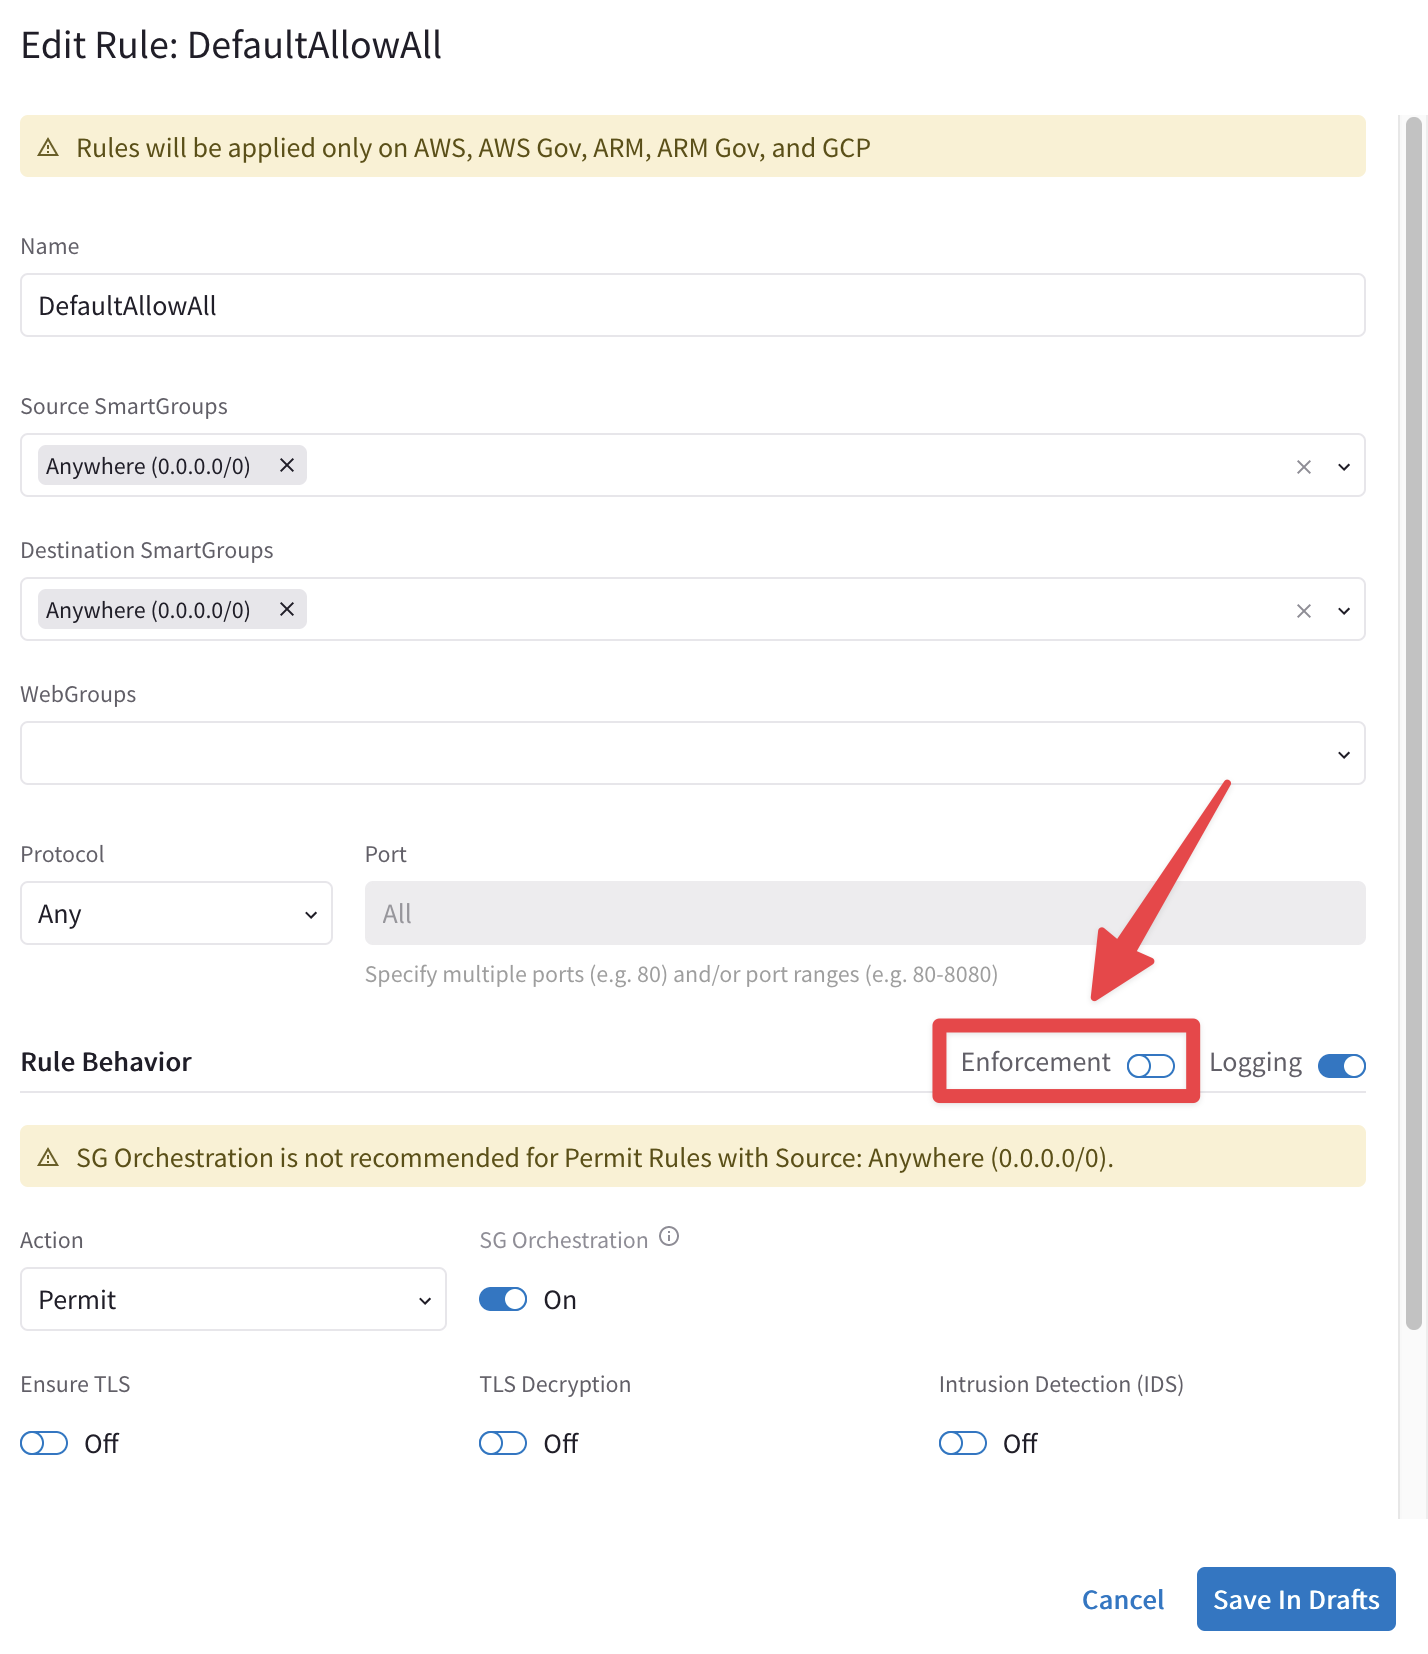 Edit Rule: DefaultAllowAll
Rules will be applied only on AWS, AWS Gov, ARM, ARM Gov, and GCP
Name
DefaultAllowAll
Source SmartGroups
Anywhere (0.0.0.0/0)
Destination SmartGroups
Anywhere (0.0.0.0/0)
WebGroups
Protocol Port
Any All
Specify multiple ports (e.g. 80) and/or port ranges (e.g. 80-8080)
Rule Behavior Enforcement Logging
SG Orchestration is not recommended for Permit Rules with Source: Anywhere (0.0.0.0/0).
Action SG Orchestration
Permit On
Ensure TLS TLS Decryption Intrusion Detection (IDS)
Off Off Off
Cancel Save In Drafts